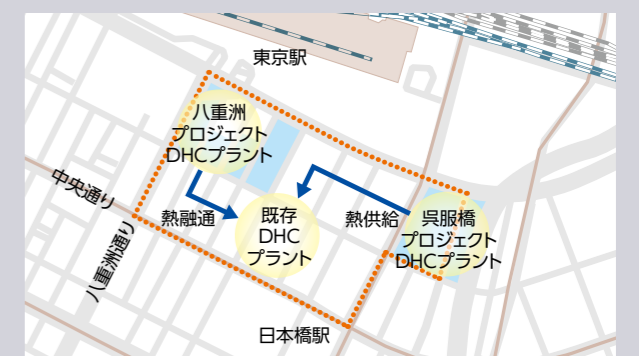 東京駅
八重洲
プロジェクト
DHCプラント
中央通り
八重洲通り
熱融通
既存
DHC
プラント
熱供給
呉服橋
プロジェクト
DHCプラント
日本橋駅